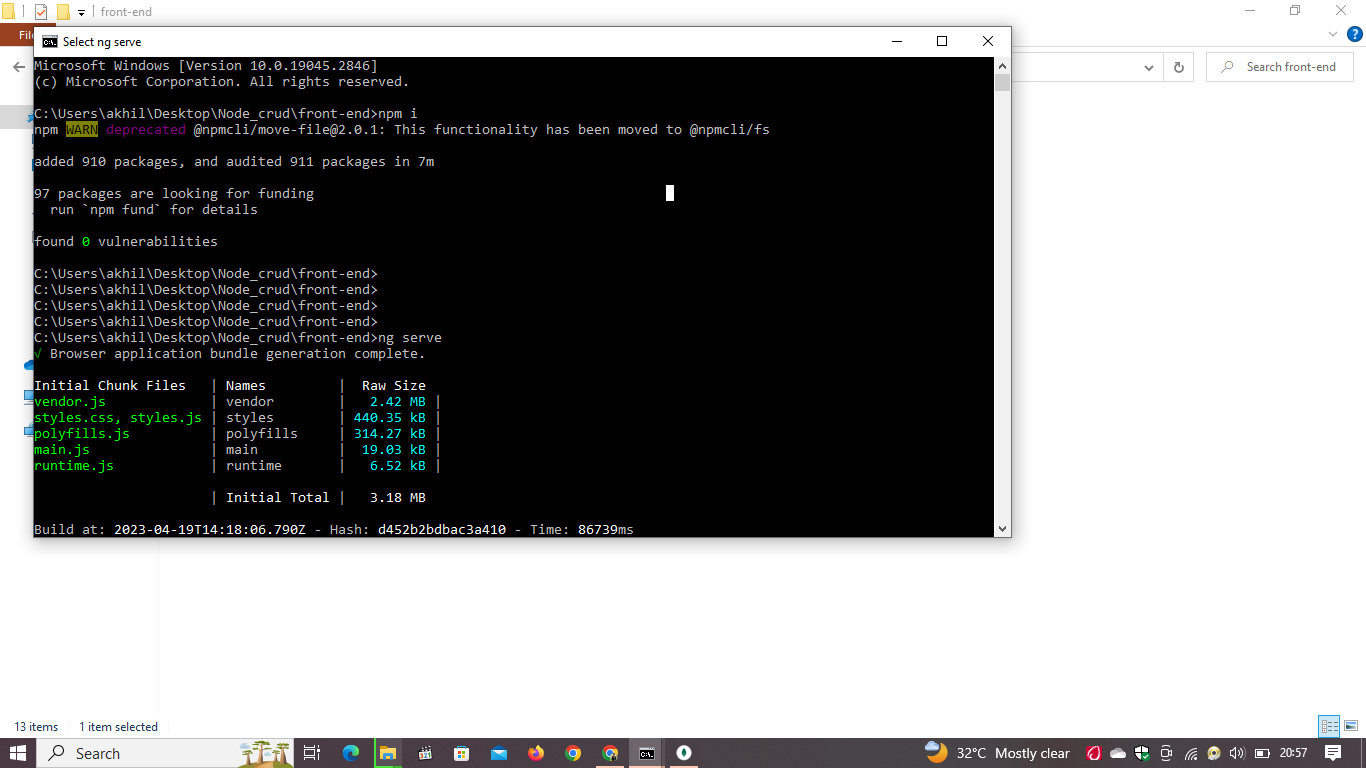 front-end
Fil
Select ng serve
Microsoft Windows [Version 10.0.19045.2846]
(c) Microsoft Corporation. All rights reserved.
C:\Users\akhil\Desktop\Node_crud\front-end>npm i
npm WARN deprecated @npmcli/move-file@2.0.1: This functionality has been moved to @npmcli/fs
added 910 packages, and audited 911 packages in 7m
97 packages are looking for funding
run `npm fund` for details
found 0 vulnerabilities
C:\Users\akhil\Desktop\Node_crud\front-end>
C:\Users\akhil\Desktop\Node_crud\front-end>
C:\Users\akhil\Desktop\Node_crud\front-end>
C:\Users\akhil\Desktop\Node_crud\front-end>
C:\Users\akhil\Desktop\Node_crud\front-end>ng serve
√ Browser application bundle generation complete.
Initial Chunk Files | Names | Raw Size
vendor.js | vendor | 2.42 MB |
styles.css, styles.js | styles | 440.35 kB |
polyfills.js | polyfills | 314.27 kB |
main.js | main | 19.03 kB |
runtime.js | runtime | 6.52 kB |
| Initial Total | 3.18 MB
Build at: 2023-04-19T14:18:06.790Z - Hash: d452b2bdbac3a410 - Time: 86739ms
Search front-end
13 items 1 item selected
Search
32°C Mostly clear
20:57